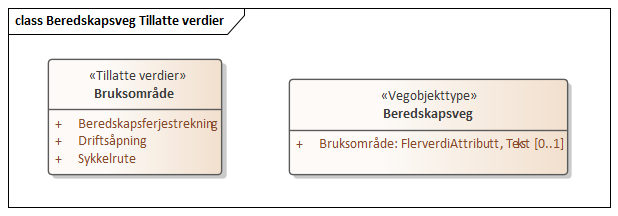 class Beredskapsveg Tillatte verdier
«Tillatte verdier»
Bruksområde
+ Beredskapsferjestrekning
+ Driftsåpning
+ Sykkelrute
«Vegobjekttype»
Beredskapsveg
+ Bruksområde: FlerverdiAttributt, Tekst [0..1]